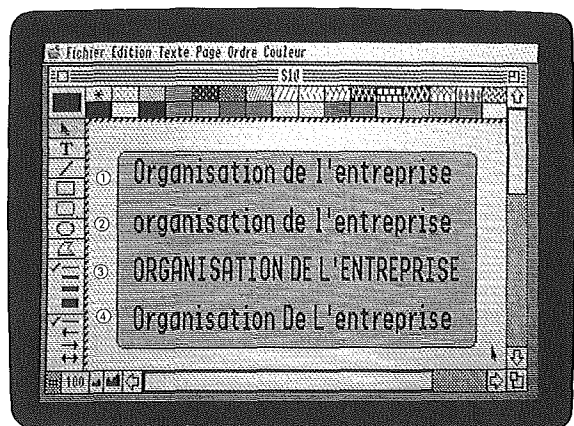 Fichier Edition Texte Page Ordre Couleur
S10
T
① Organisation de l'entreprise
② organisation de l'entreprise
③ ORGANISATION DE L'ENTREPRISE
④ Organisation De L'entreprise
100